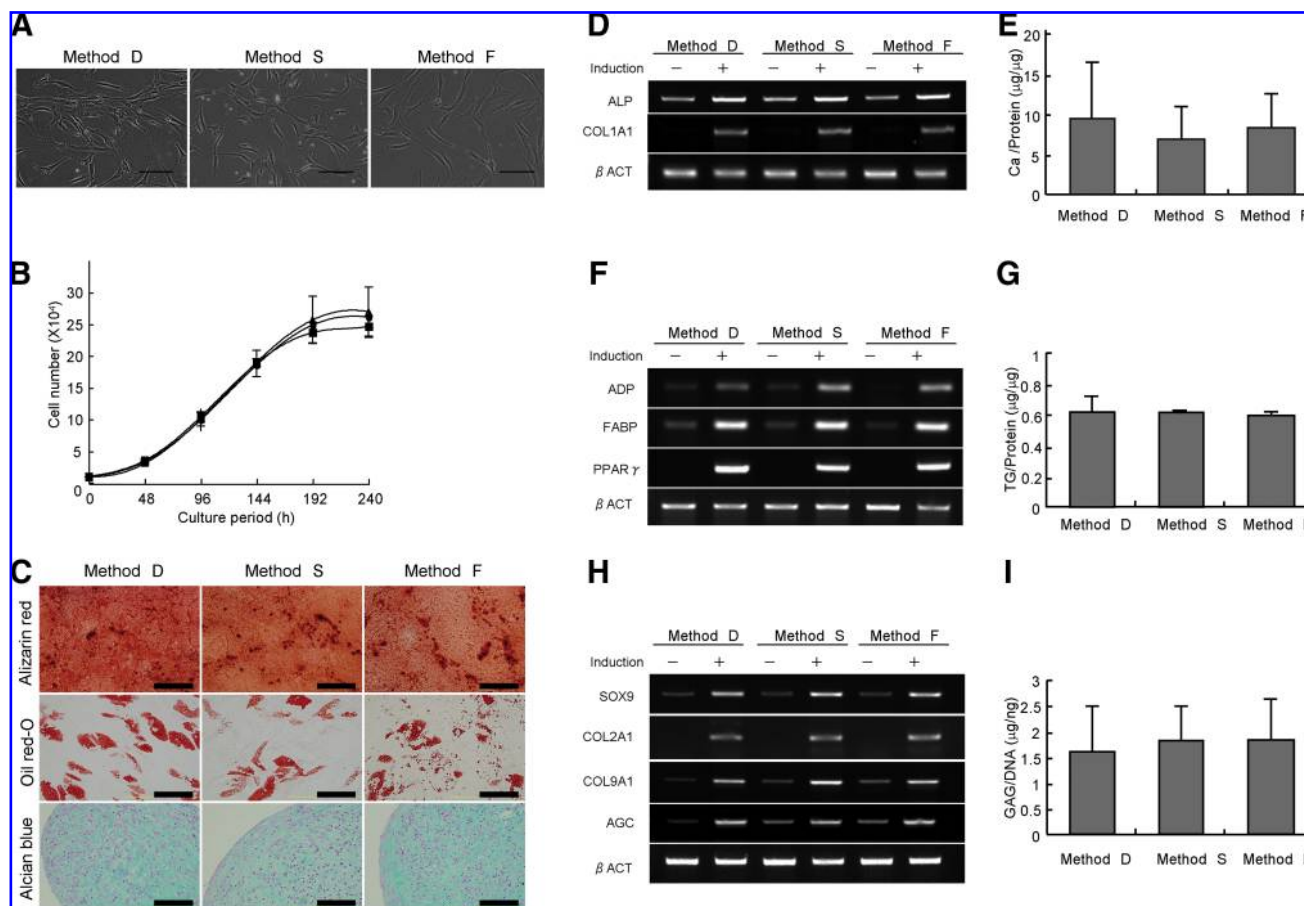 A
Method D
Method S
Method F
B
Cell number (X10⁴)
30
25
20
15
10
5
0
0
48
96
144
192
240
Culture period (h)
C
Method D
Method S
Method F
Alizarin red
Oil red-O
Alcian blue
D
Method D
Method S
Method F
Induction
− + − + − +
ALP
COL1A1
β ACT
E
Ca /Protein (μg/μg)
20
15
10
5
0
Method D
Method S
Method F
F
Method D
Method S
Method F
Induction
− + − + − +
ADP
FABP
PPAR γ
β ACT
G
TG/Protein (μg/μg)
1
0.8
0.6
0.4
0.2
0
Method D
Method S
Method
H
Method D
Method S
Method F
Induction
− + − + − +
SOX9
COL2A1
COL9A1
AGC
β ACT
I
GAG/DNA (μg/ng)
3
2.5
2
1.5
1
0.5
0
Method D
Method S
Method